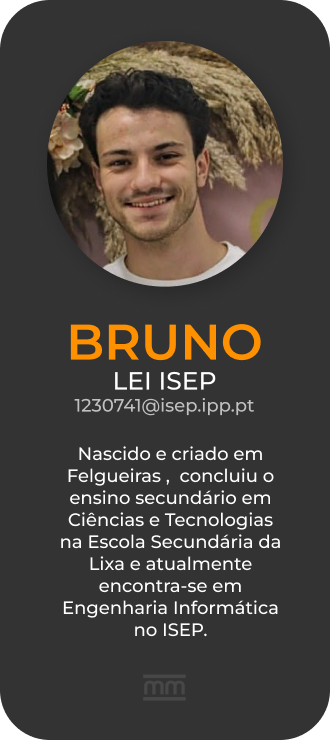 BRUNO
LEI ISEP
1230741@isep.ipp.pt
Nascido e criado em
Felgueiras ,  concluiu o
ensino secundário em
Ciências e Tecnologias
na Escola Secundária da
Lixa e atualmente
encontra-se em
Engenharia Informática
no ISEP.
mm